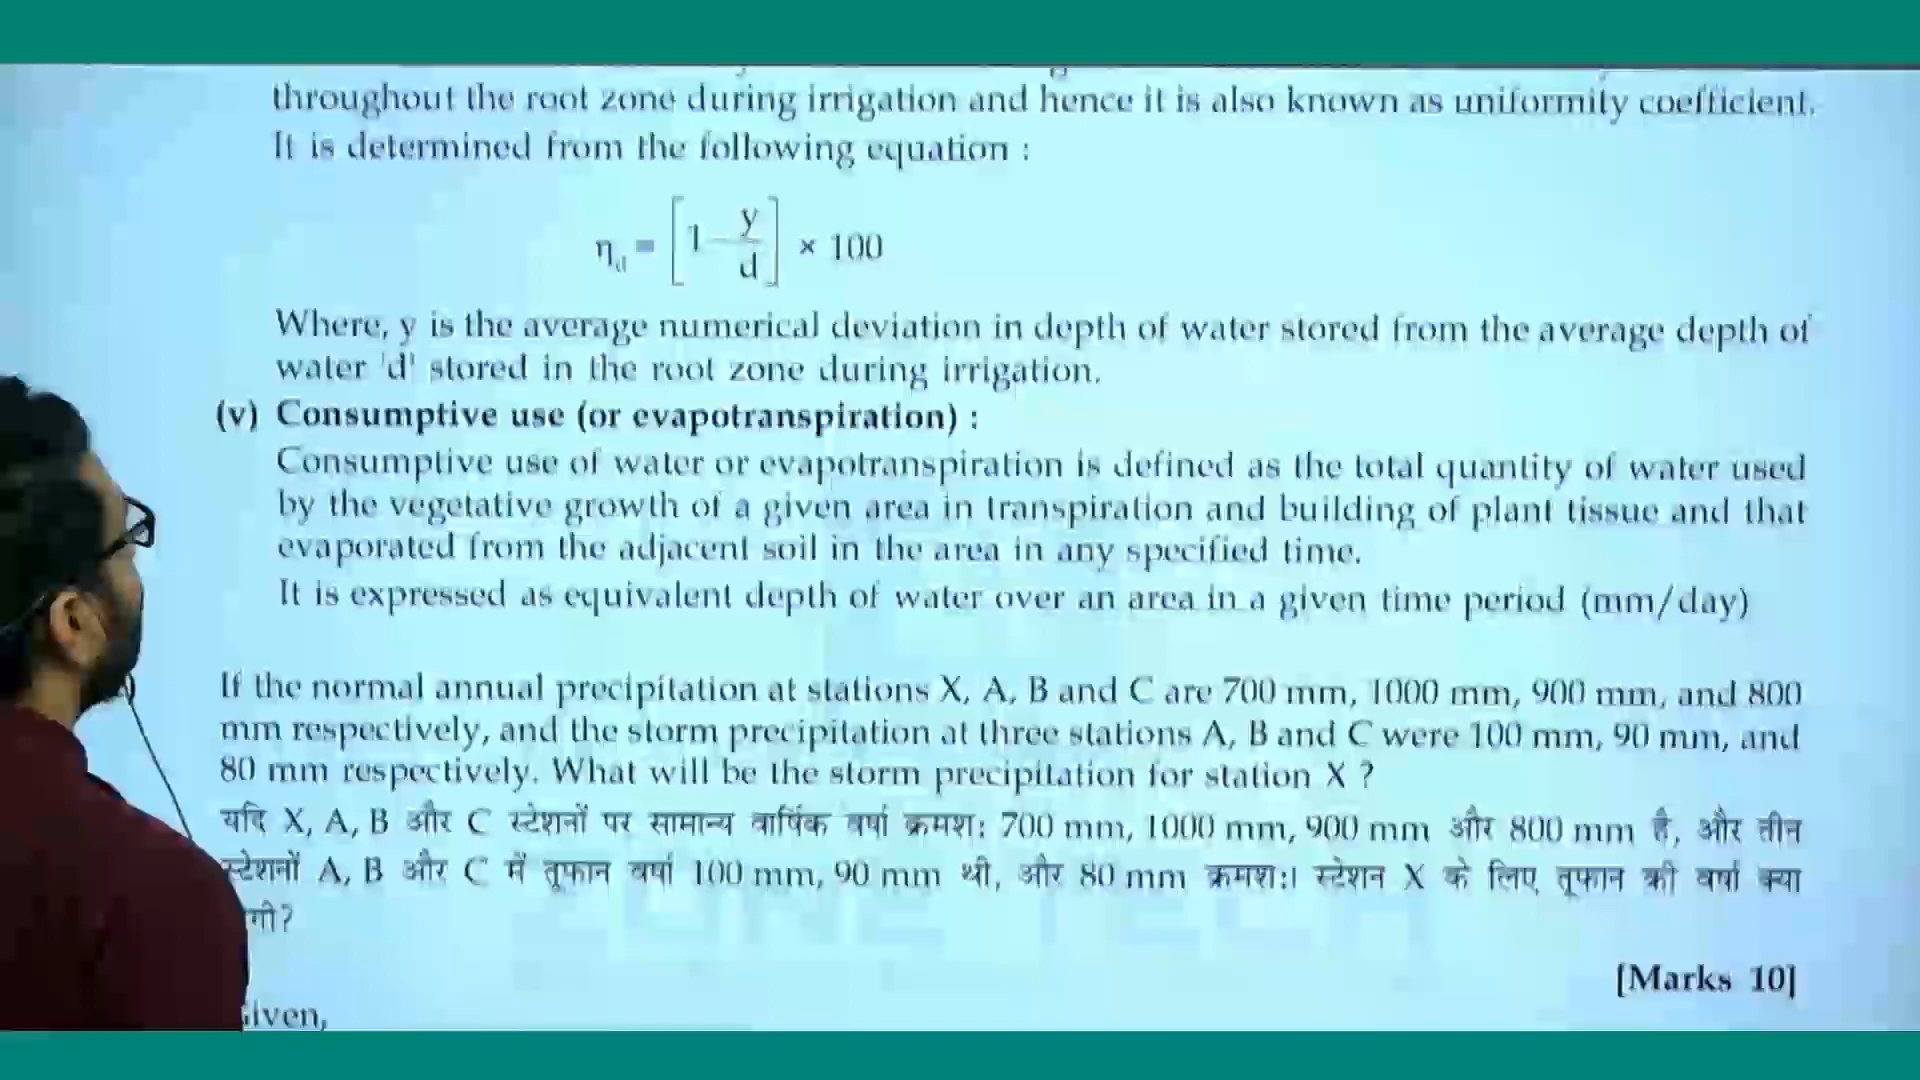 throughout the root zone during irrigation and hence it is also known as uniformity coefficient.
It is determined from the following equation :
η_d = [1 - y/d] × 100
Where, y is the average numerical deviation in depth of water stored from the average depth of
water 'd' stored in the root zone during irrigation.
(v) Consumptive use (or evapotranspiration) :
Consumptive use of water or evapotranspiration is defined as the total quantity of water used
by the vegetative growth of a given area in transpiration and building of plant tissue and that
evaporated from the adjacent soil in the area in any specified time.
It is expressed as equivalent depth of water over an area in a given time period (mm/day)
If the normal annual precipitation at stations X, A, B and C are 700 mm, 1000 mm, 900 mm, and 800
mm respectively, and the storm precipitation at three stations A, B and C were 100 mm, 90 mm, and
80 mm respectively. What will be the storm precipitation for station X ?
यदि X, A, B और C स्टेशनों पर सामान्य वार्षिक वर्षा क्रमश: 700 mm, 1000 mm, 900 mm और 800 mm है, और तीन
स्टेशनों A, B और C में तूफान वर्षा 100 mm, 90 mm थी, और 80 mm क्रमश:। स्टेशन X के लिए तूफान की वर्षा क्या
गी?
ZONE TECH
[Marks 10]
Given,